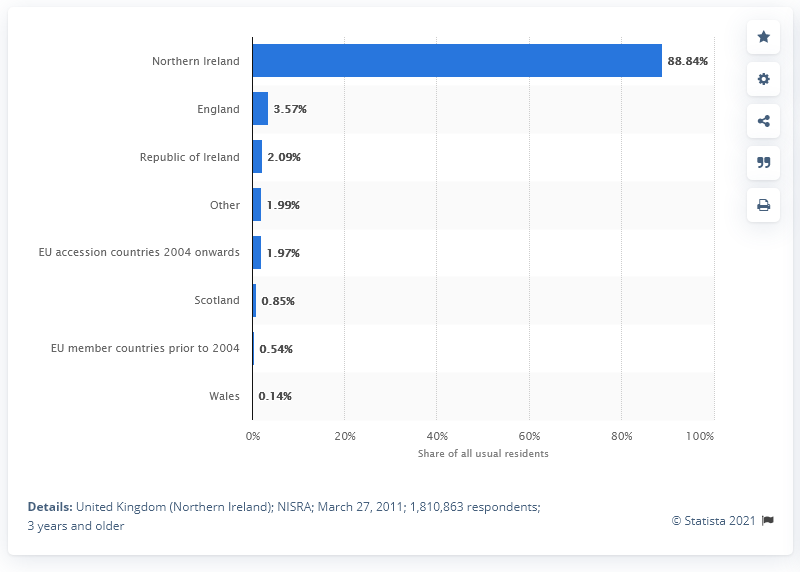 Northern Ireland 88.84%
England 3.57%
Republic of Ireland 2.09%
Other 1.99%
EU accession countries 2004 onwards 1.97%
Scotland 0.85%
EU member countries prior to 2004 0.54%
Wales 0.14%
0% 20% 40% 60% 80% 100%
Share of all usual residents
Details: United Kingdom (Northern Ireland); NISRA; March 27, 2011; 1,810,863 respondents;
3 years and older
© Statista 2021